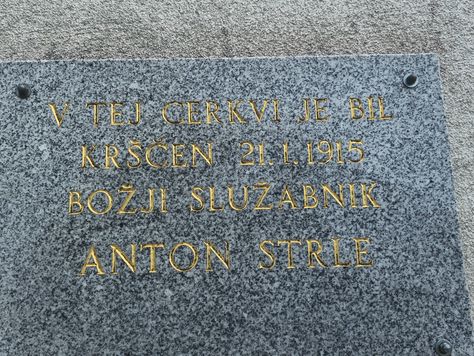 V TEJ CERKVI JE BIL
KRŠČEN 21.1.1915
BOŽJI SLUŽABNIK
ANTON STRLE